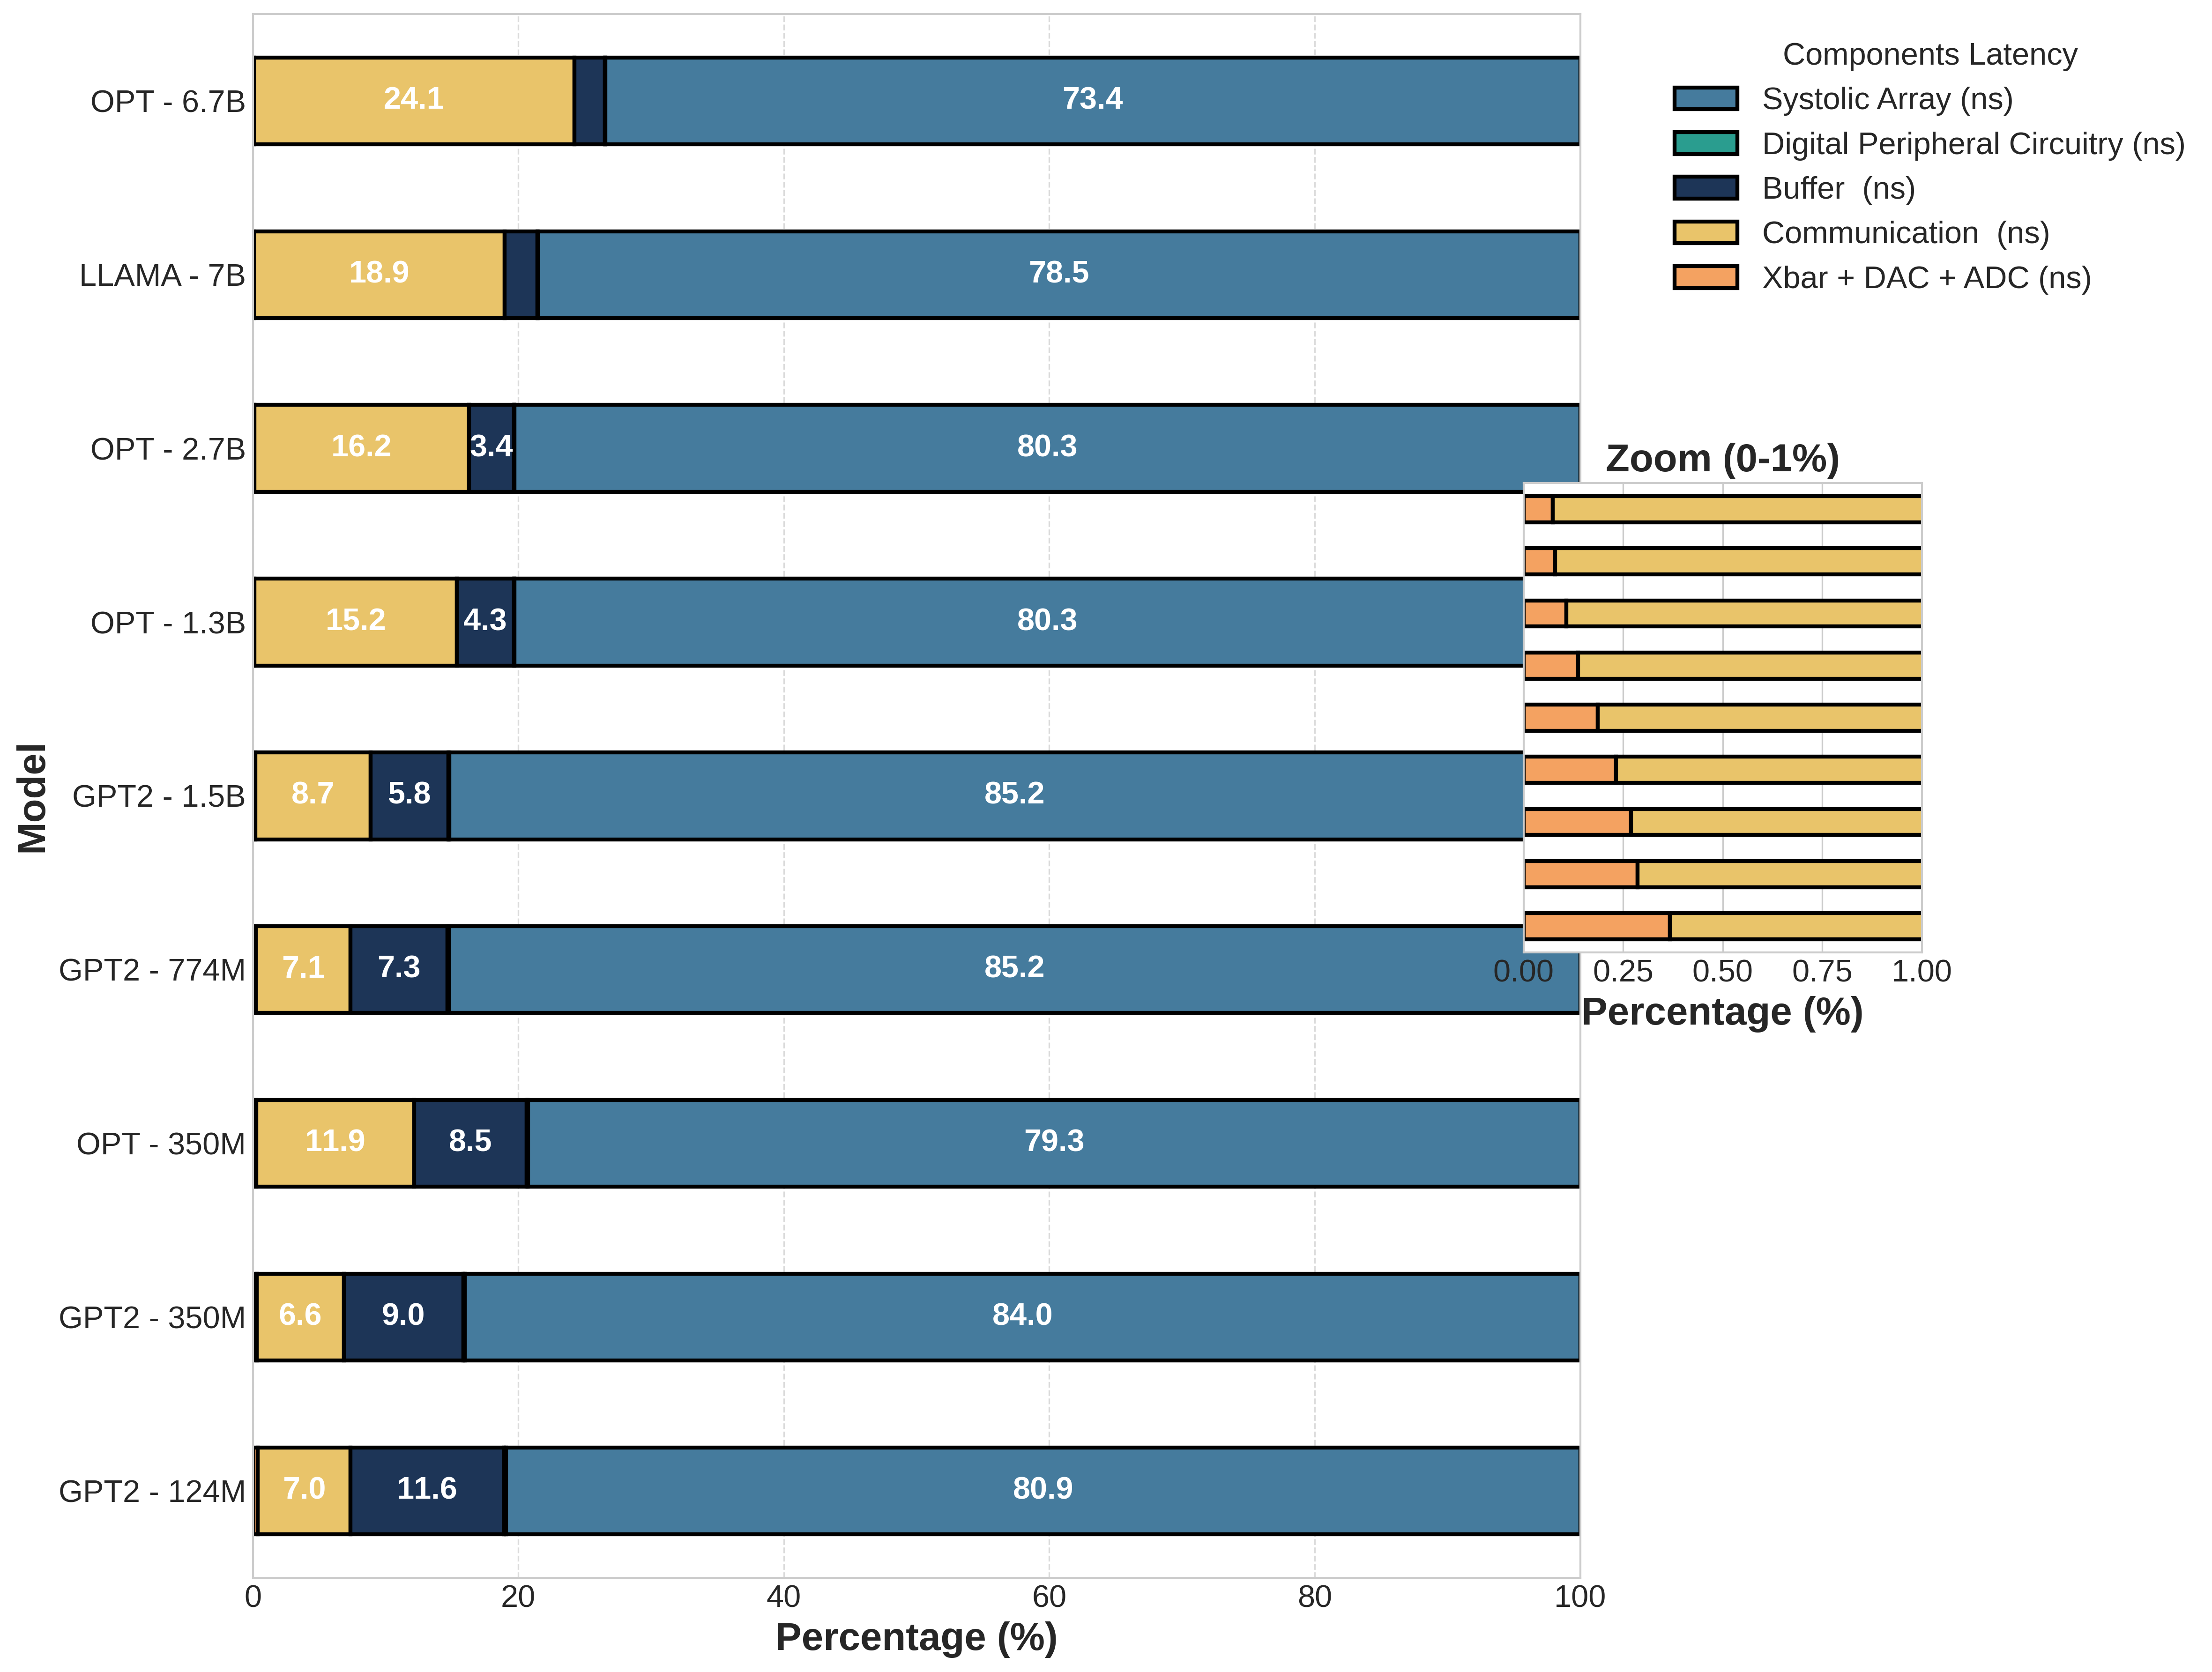 OPT - 6.7B
24.1
73.4
LLAMA - 7B
18.9
78.5
OPT - 2.7B
16.2
3.4
80.3
OPT - 1.3B
15.2
4.3
80.3
GPT2 - 1.5B
8.7
5.8
85.2
GPT2 - 774M
7.1
7.3
85.2
OPT - 350M
11.9
8.5
79.3
GPT2 - 350M
6.6
9.0
84.0
GPT2 - 124M
7.0
11.6
80.9
0 20 40 60 80 100
Percentage (%)
Model
Components Latency
Systolic Array (ns)
Digital Peripheral Circuitry (ns)
Buffer  (ns)
Communication  (ns)
Xbar + DAC + ADC (ns)
Zoom (0-1%)
0.00 0.25 0.50 0.75 1.00
Percentage (%)